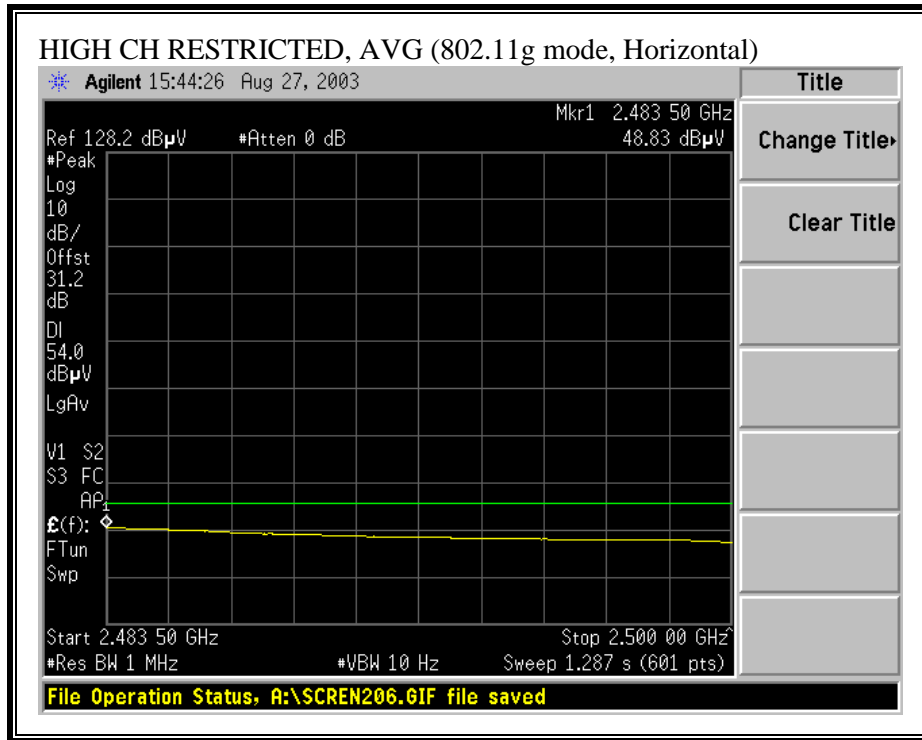 HIGH CH RESTRICTED, AVG (802.11g mode, Horizontal)
Agilent 15:44:26 Aug 27, 2003
Title
Mkr1 2.483 50 GHz
Ref 128.2 dBµV #Atten 0 dB 48.83 dBµV
Change Title
#Peak
Log
10
dB/
Offst
31.2
dB
DI
54.0
dBµV
LgAv
V1 S2
S3 FC
AP
1
£(f):
FTun
Swp
Clear Title
Start 2.483 50 GHz Stop 2.500 00 GHz^
#Res BW 1 MHz #VBW 10 Hz Sweep 1.287 s (601 pts)
File Operation Status, A:\SCREN206.GIF file saved